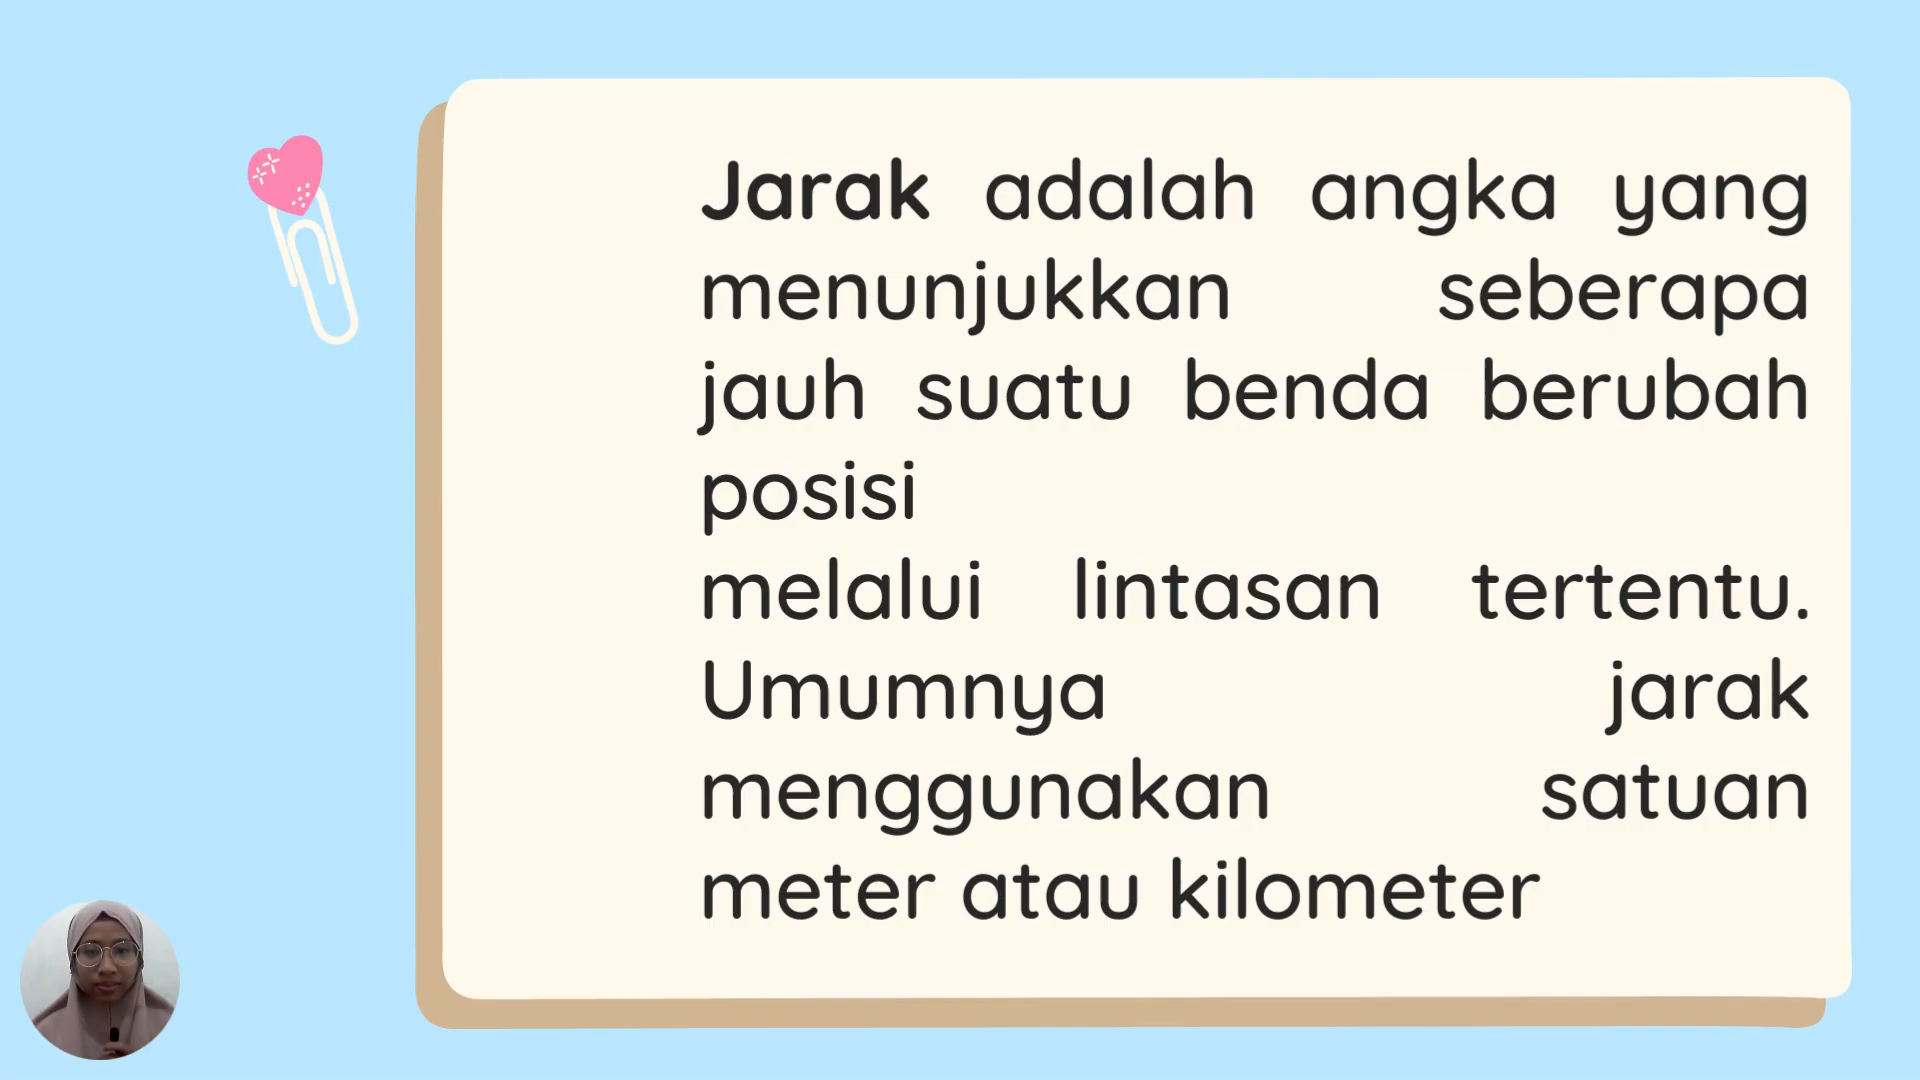 Jarak adalah angka yang
menunjukkan seberapa
jauh suatu benda berubah
posisi
melalui lintasan tertentu.
Umumnya jarak
menggunakan satuan
meter atau kilometer